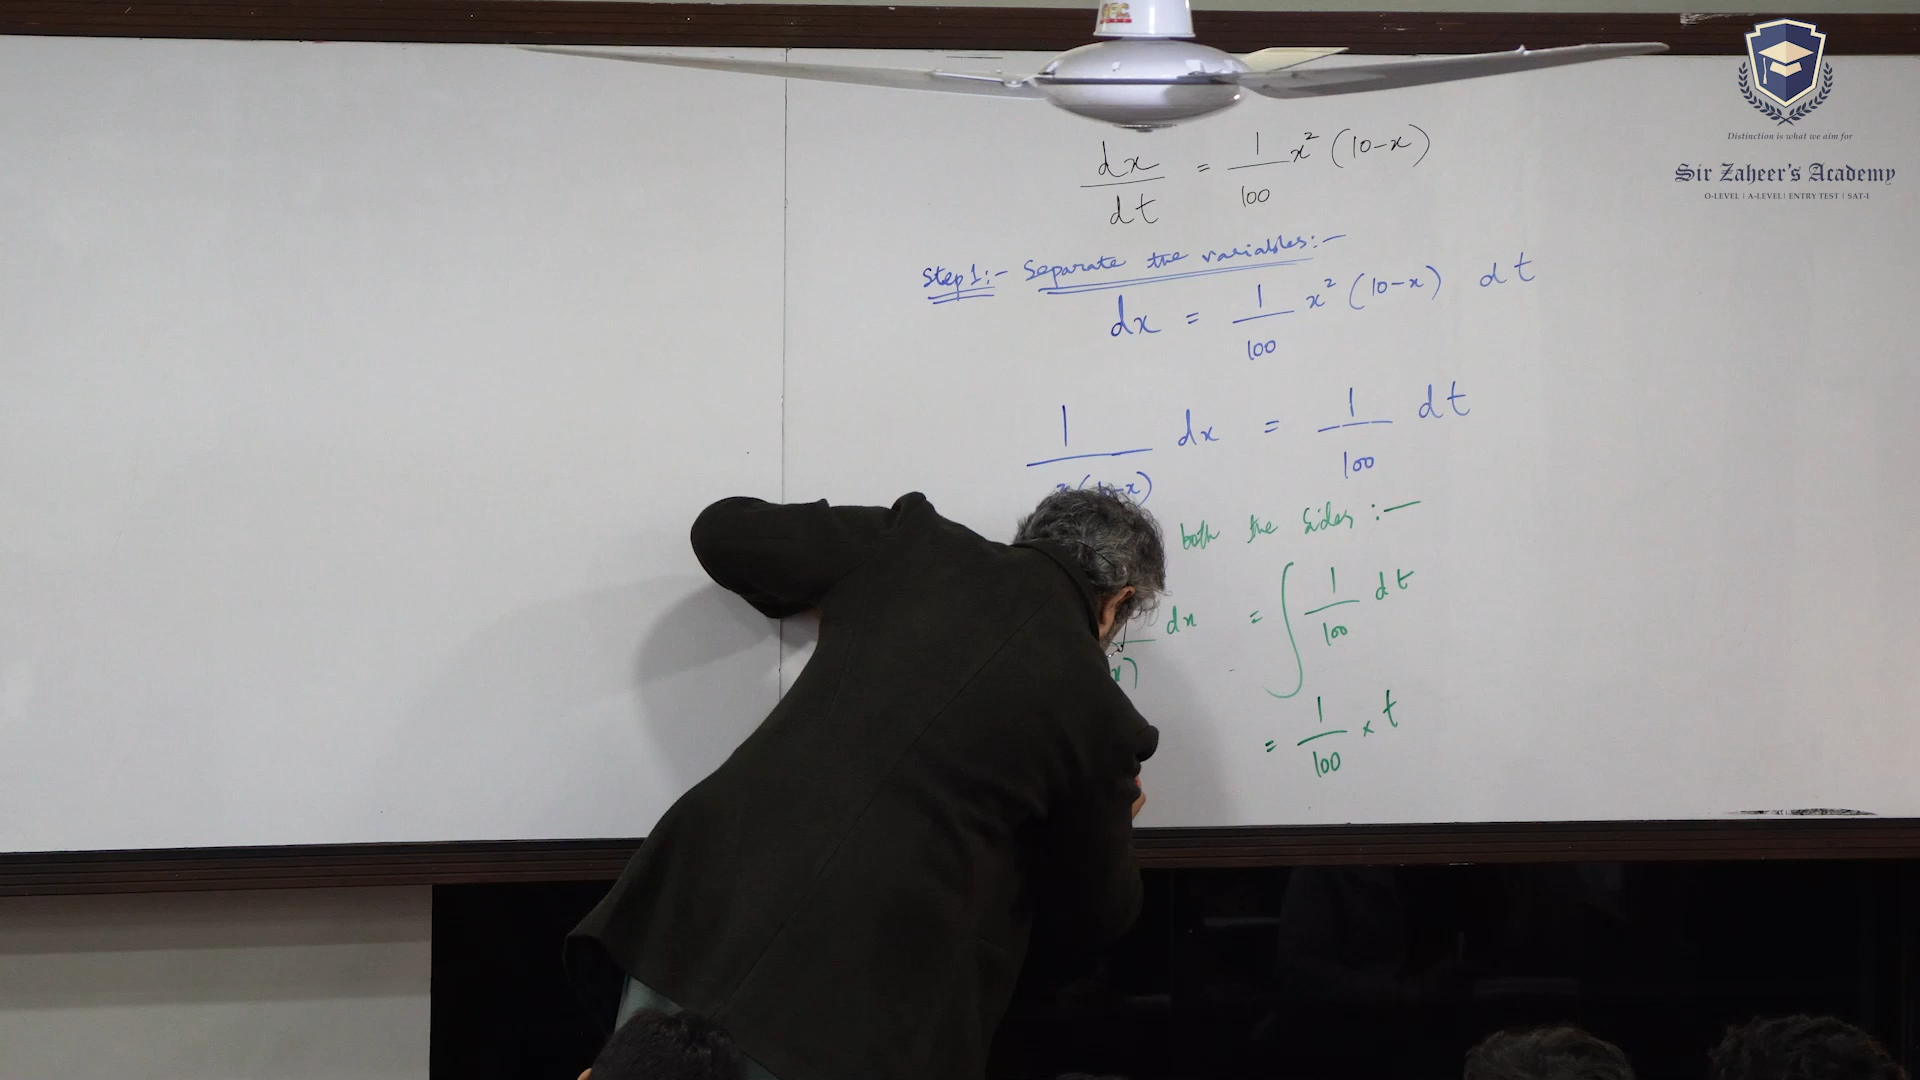 GFC
Distinction is what we aim for
Sir Zaheer's Academy
O-LEVEL | A-LEVEL | ENTRY TEST | SAT-I
dx/dt = 1/100 x² (10-x)
Step 1:- Separate the variables:-
dx = 1/100 x² (10-x) dt
1/x(10-x) dx = 1/100 dt
both the sides :-
dx = ∫ 1/100 dt
x)
= 1/100 × t